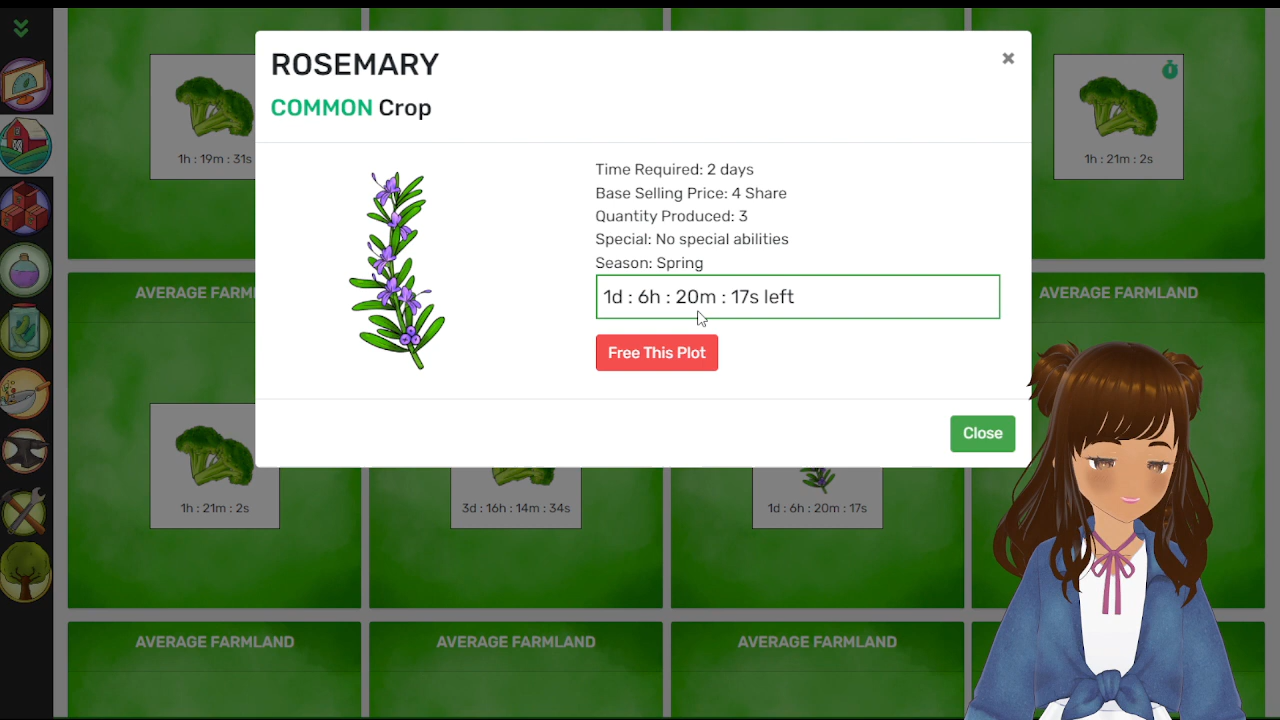 ROSEMARY
×
COMMON Crop
Time Required: 2 days
Base Selling Price: 4 Share
Quantity Produced: 3
Special: No special abilities
Season: Spring
1d : 6h : 20m : 17s left
Free This Plot
Close
1h : 19m : 31s
1h : 21m : 2s
AVERAGE FARML
AVERAGE FARMLAND
1h : 21m : 2s
3d : 16h : 14m : 34s
1d : 6h : 20m : 17s
AVERAGE FARMLAND
AVERAGE FARMLAND
AVERAGE FARMLAND